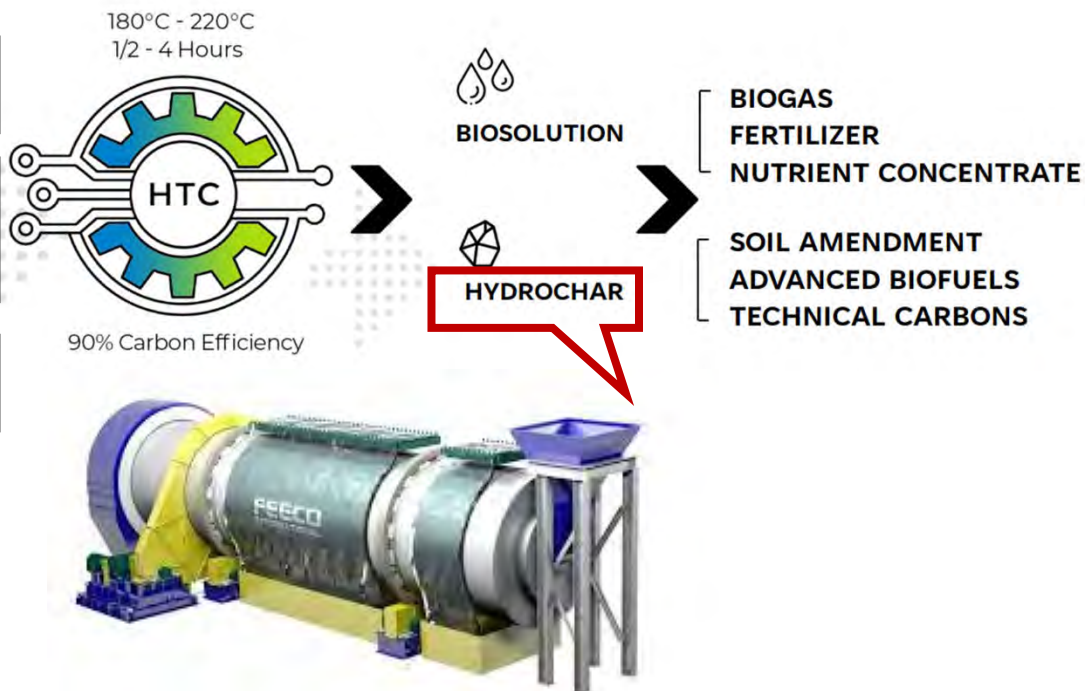 180°C - 220°C
1/2 - 4 Hours
HTC
90% Carbon Efficiency
BIOSOLUTION
HYDROCHAR
BIOGAS
FERTILIZER
NUTRIENT CONCENTRATE
SOIL AMENDMENT
ADVANCED BIOFUELS
TECHNICAL CARBONS
FEECO